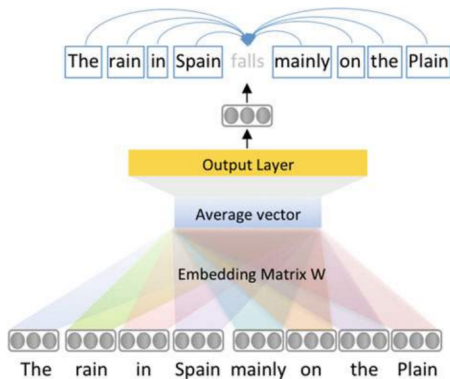 The rain in Spain falls mainly on the Plain
Output Layer
Average vector
Embedding Matrix W
The rain in Spain mainly on the Plain